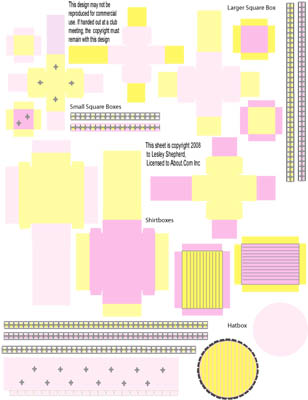 This design may not be
reproduced for commercial
use. If handed out at a club
meeting, the copyright must
remain with this design
Larger Square Box
Small Square Boxes
This sheet is copyright 2008
to Lesley Shepherd,
Licensed to About.Com Inc
Shirtboxes
Hatbox